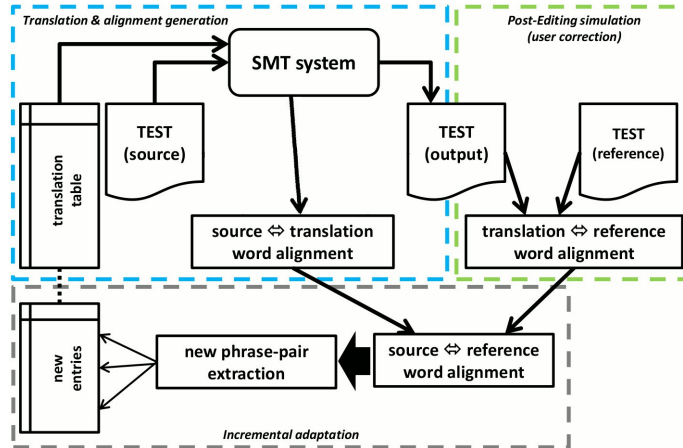 Translation & alignment generation
Post-Editing simulation
(user correction)
SMT system
translation
table
TEST
(source)
TEST
(output)
TEST
(reference)
source ⇔ translation
word alignment
translation ⇔ reference
word alignment
new
entries
new phrase-pair
extraction
source ⇔ reference
word alignment
Incremental adaptation